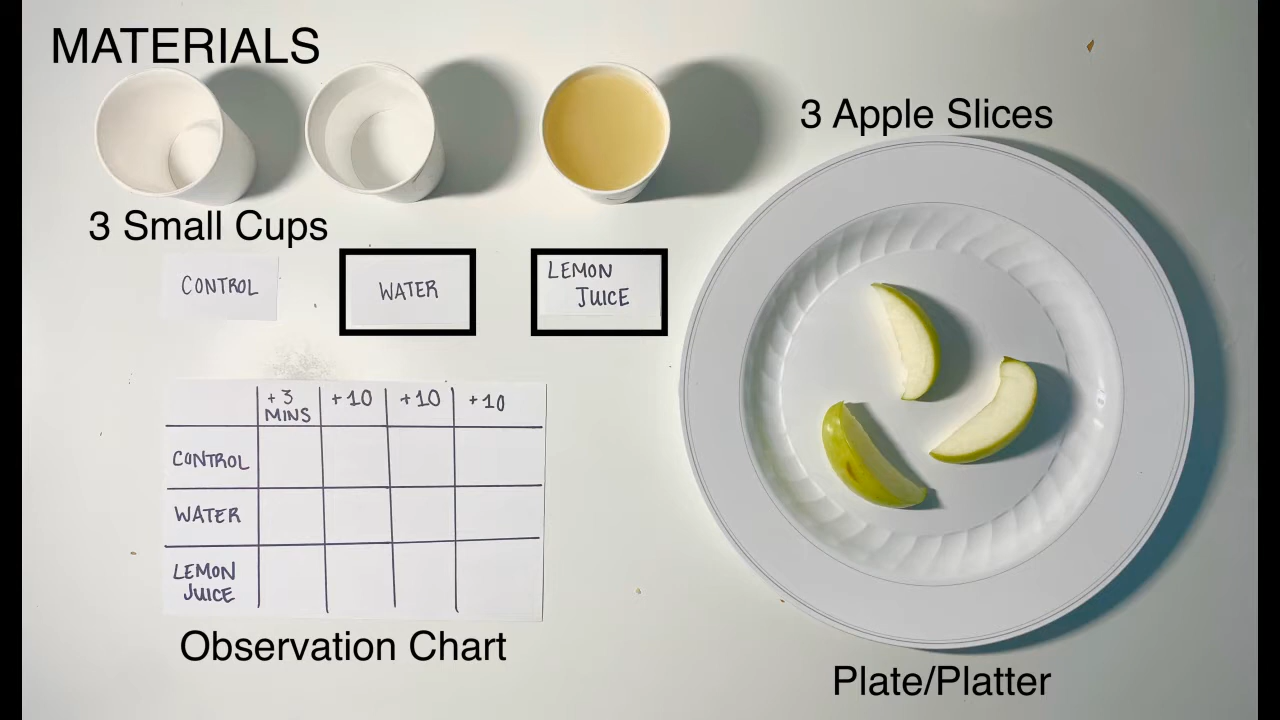 MATERIALS
3 Apple Slices
3 Small Cups
CONTROL
WATER
LEMON
JUICE
+3
MINS
+10
+10
+10
CONTROL
WATER
LEMON
JUICE
Observation Chart
Plate/Platter